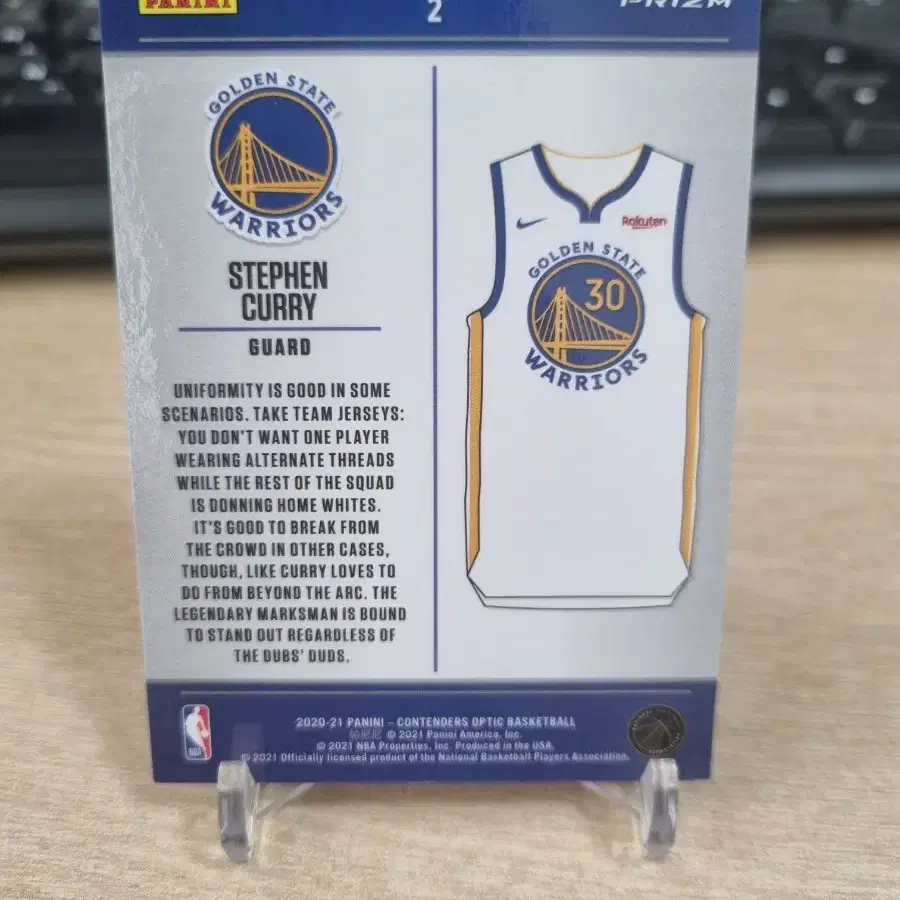 PANINI
2
PRIZM
GOLDEN STATE
WARRIORS
STEPHEN
CURRY
GUARD
UNIFORMITY IS GOOD IN SOME
SCENARIOS. TAKE TEAM JERSEYS:
YOU DON'T WANT ONE PLAYER
WEARING ALTERNATE THREADS
WHILE THE REST OF THE SQUAD
IS DONNING HOME WHITES.
IT'S GOOD TO BREAK FROM
THE CROWD IN OTHER CASES,
THOUGH, LIKE CURRY LOVES TO
DO FROM BEYOND THE ARC. THE
LEGENDARY MARKSMAN IS BOUND
TO STAND OUT REGARDLESS OF
THE DUBS' DUDS.
Rakuten
GOLDEN STATE
30
WARRIORS
NBA
2020-21 PANINI – CONTENDERS OPTIC BASKETBALL
© 2021 Panini America, Inc.
© 2021 NBA Properties, Inc. Produced in the USA.
© 2021 Officially licensed product of the National Basketball Players Association.